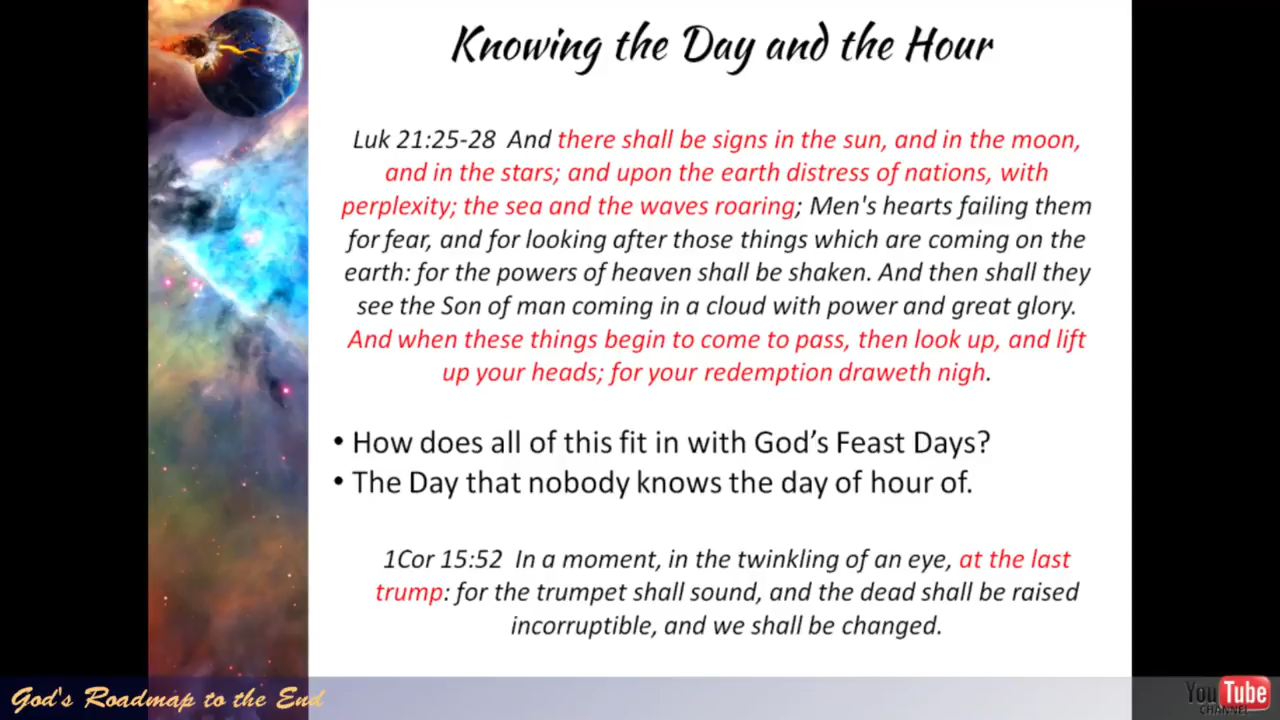 Knowing the Day and the Hour
Luk 21:25-28 And there shall be signs in the sun, and in the moon,
and in the stars; and upon the earth distress of nations, with
perplexity; the sea and the waves roaring; Men's hearts failing them
for fear, and for looking after those things which are coming on the
earth: for the powers of heaven shall be shaken. And then shall they
see the Son of man coming in a cloud with power and great glory.
And when these things begin to come to pass, then look up, and lift
up your heads; for your redemption draweth nigh.
• How does all of this fit in with God’s Feast Days?
• The Day that nobody knows the day of hour of.
1Cor 15:52 In a moment, in the twinkling of an eye, at the last
trump: for the trumpet shall sound, and the dead shall be raised
incorruptible, and we shall be changed.
God's Roadmap to the End
YouTube
CHANNEL